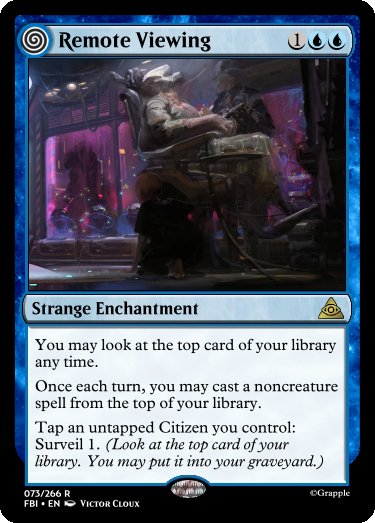 Remote Viewing 1
Strange Enchantment
You may look at the top card of your library
any time.
Once each turn, you may cast a noncreature
spell from the top of your library.
Tap an untapped Citizen you control:
Surveil 1. (Look at the top card of your
library. You may put it into your graveyard.)
073/266 R
©Grapple
FBI • EN Victor Cloux